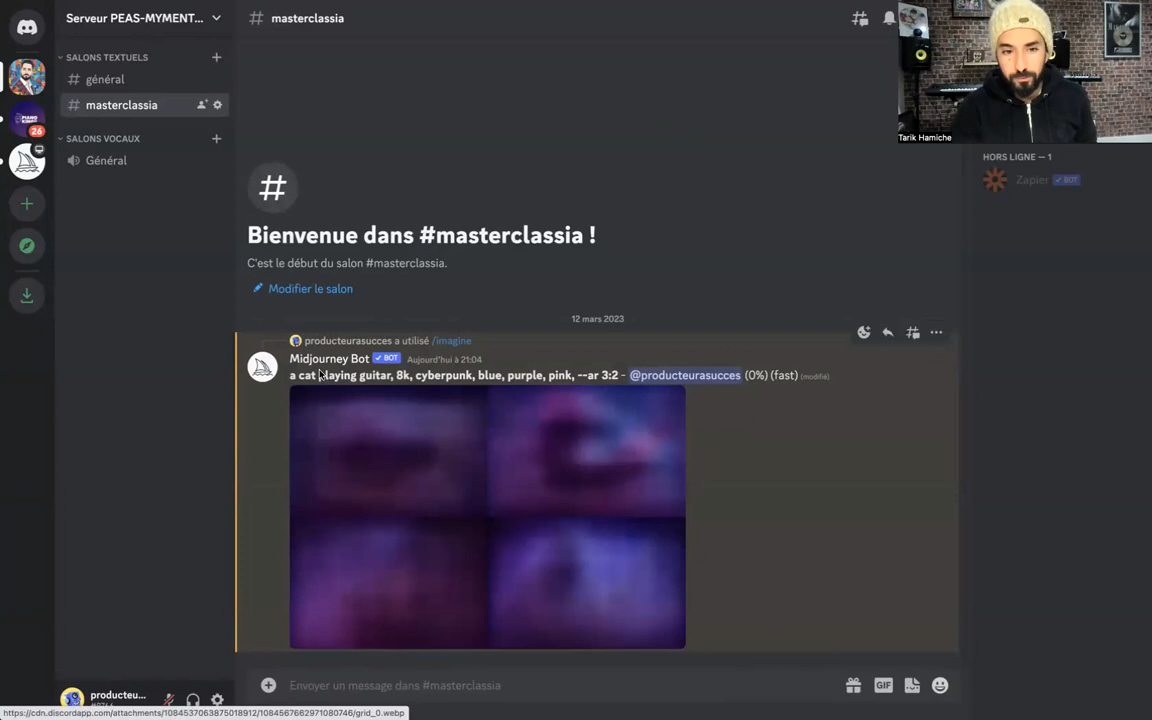 Serveur PEAS-MYMENT...
SALONS TEXTUELS
général
masterclassia
SALONS VOCAUX
Général
26
masterclassia
Bienvenue dans #masterclassia !
C'est le début du salon #masterclassia.
Modifier le salon
12 mars 2023
producteurasucces a utilisé /imagine
Midjourney Bot BOT Aujourd'hui à 21:04
a cat playing guitar, 8k, cyberpunk, blue, purple, pink, --ar 3:2 - @producteurasucces (0%) (fast) (modifié)
Envoyer un message dans #masterclassia
GIF
producteu...
https://cdn.discordapp.com/attachments/1084537063875018912/1084567662971080746/grid_0.webp
Tarik Hamiche
HORS LIGNE — 1
Zapier BOT